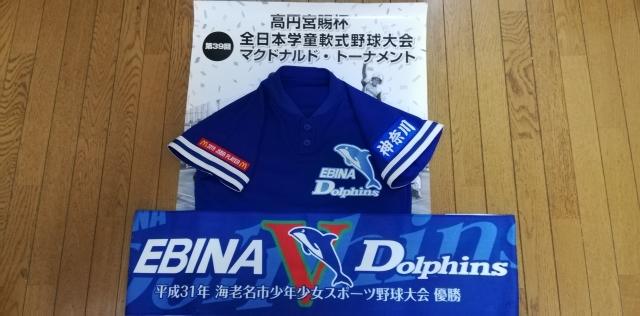 高円宮賜杯
第39回
全日本学童軟式野球大会
マクドナルド・トーナメント
神奈川
EBINA
Dolphins
EBINA V Dolphins
平成31年 海老名市少年少女スポーツ野球大会 優勝